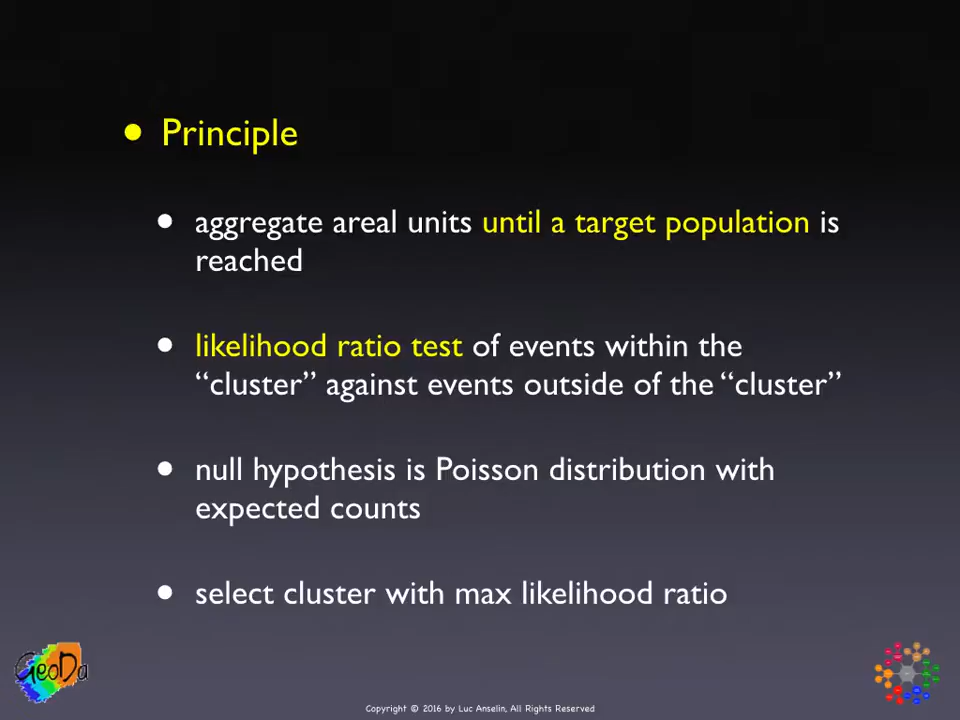 • Principle
• aggregate areal units until a target population is
reached
• likelihood ratio test of events within the
“cluster” against events outside of the “cluster”
• null hypothesis is Poisson distribution with
expected counts
• select cluster with max likelihood ratio
GeoDa
Copyright © 2016 by Luc Anselin, All Rights Reserved